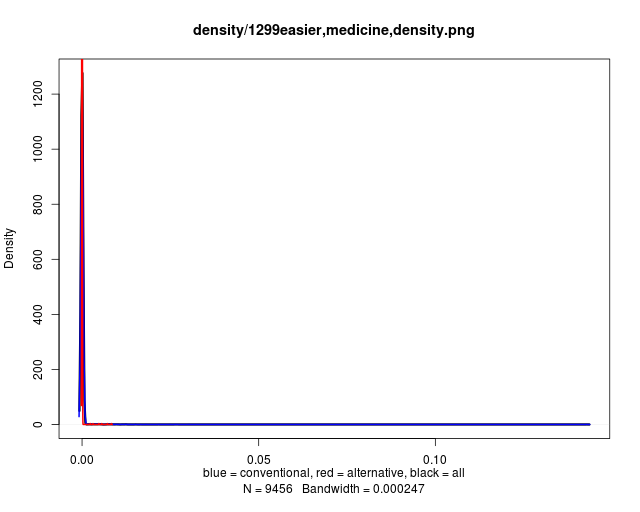 density/1299easier,medicine,density.png
Density
1200
1000
800
600
400
200
0
0.00 0.05 0.10
blue = conventional, red = alternative, black = all
N = 9456 Bandwidth = 0.000247